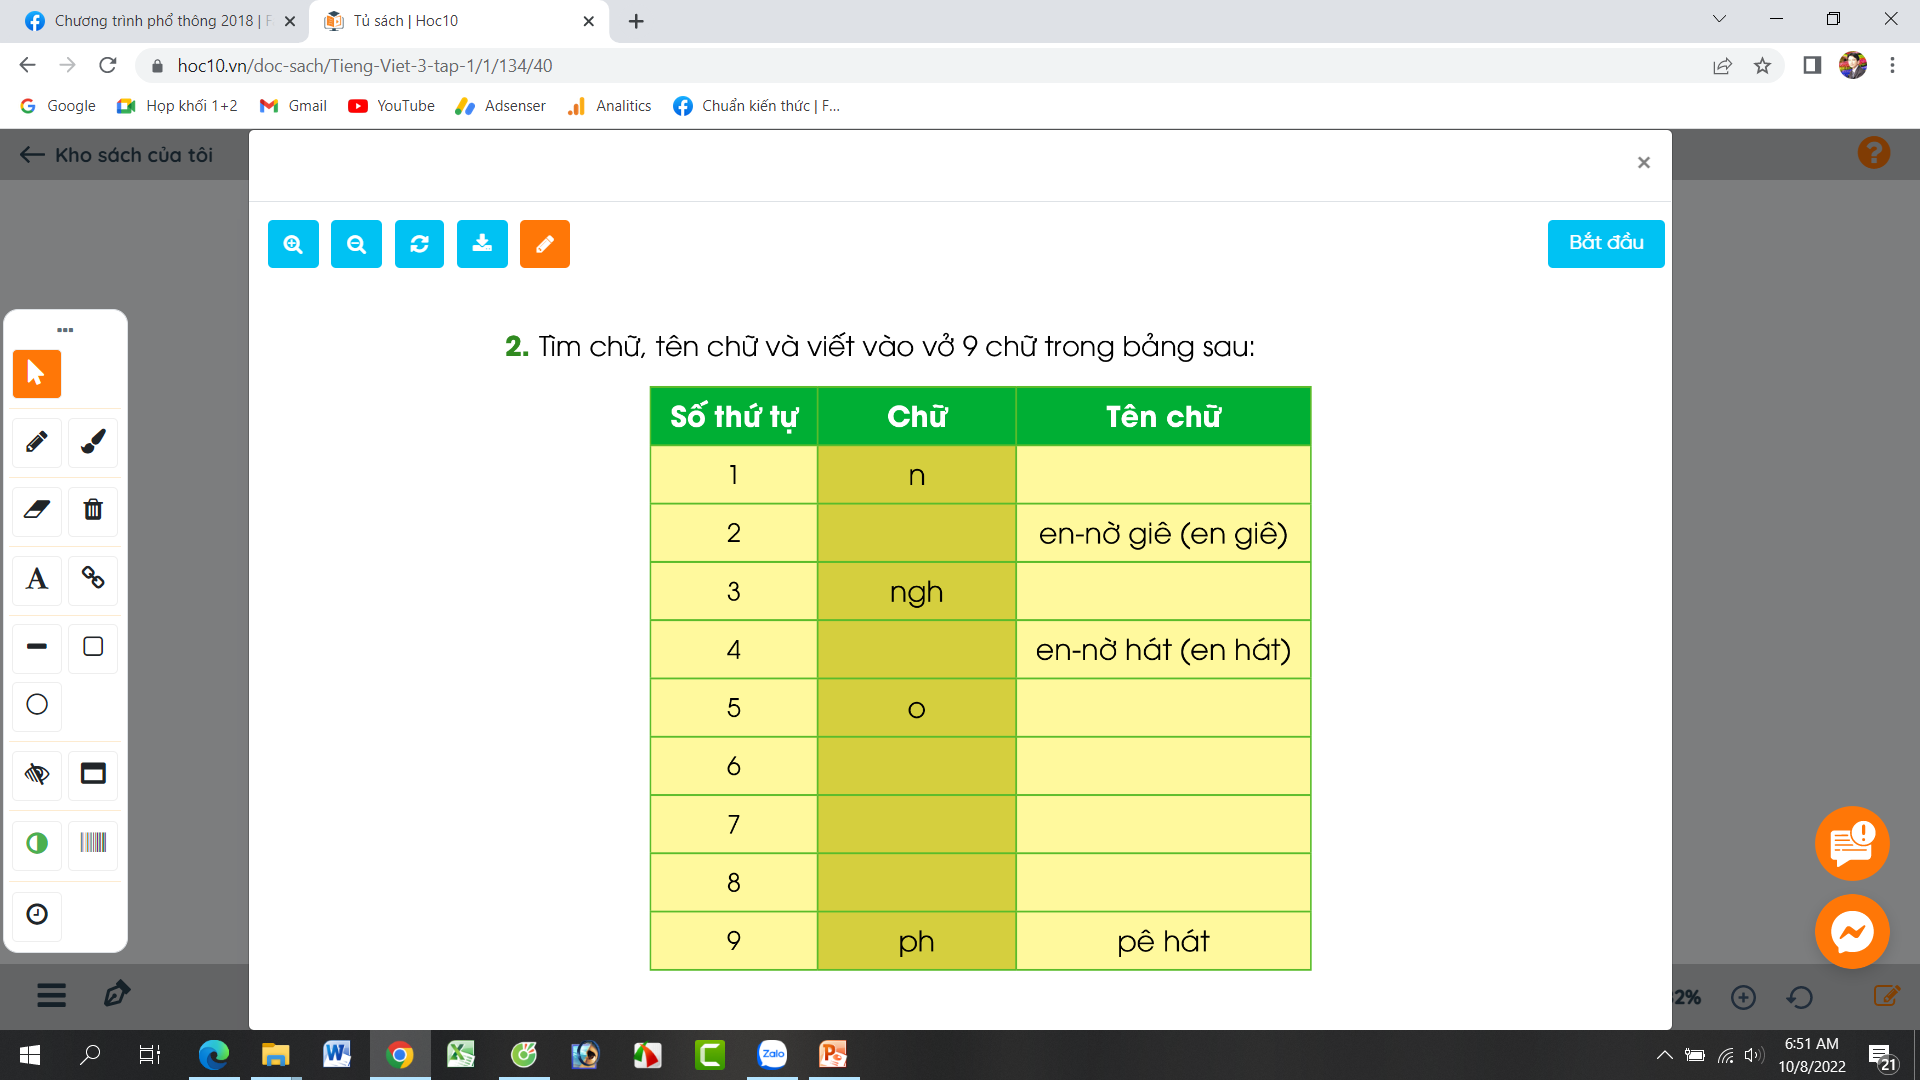 Chương trình phổ thông 2018 | F
Tủ sách | Hoc10
hoc10.vn/doc-sach/Tieng-Viet-3-tap-1/1/134/40
Google
Họp khối 1+2
Gmail
YouTube
Adsenser
Analitics
Chuẩn kiến thức | F...
Kho sách của tôi
Bắt đầu
2. Tìm chữ, tên chữ và viết vào vở 9 chữ trong bảng sau:
Số thứ tự Chữ Tên chữ
1 n
2 en-nờ giê (en giê)
3 ngh
4 en-nờ hát (en hát)
5 o
6
7
8
9 ph pê hát
2%
Zalo
6:51 AM
10/8/2022
21